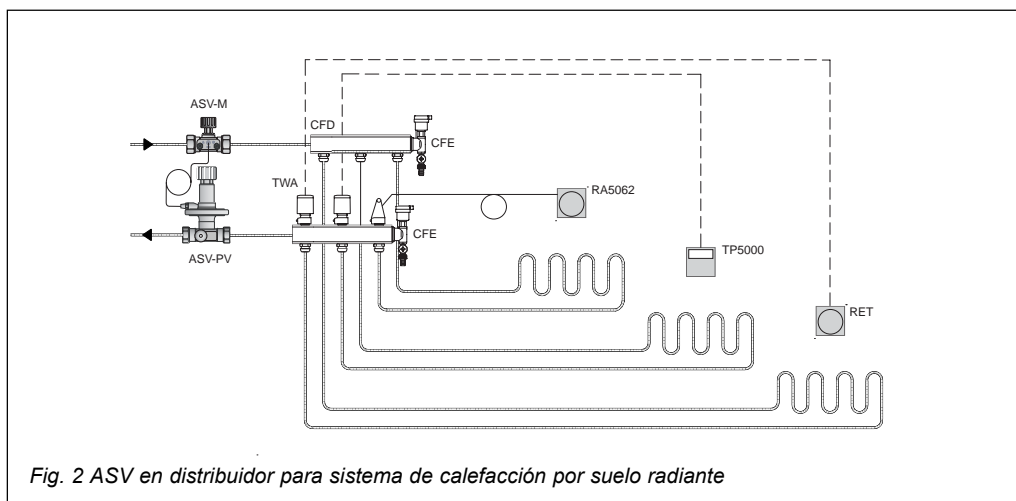 ASV-M
CFD
CFE
TWA
RA5062
CFE
TP5000
ASV-PV
RET
Fig. 2 ASV en distribuidor para sistema de calefacción por suelo radiante